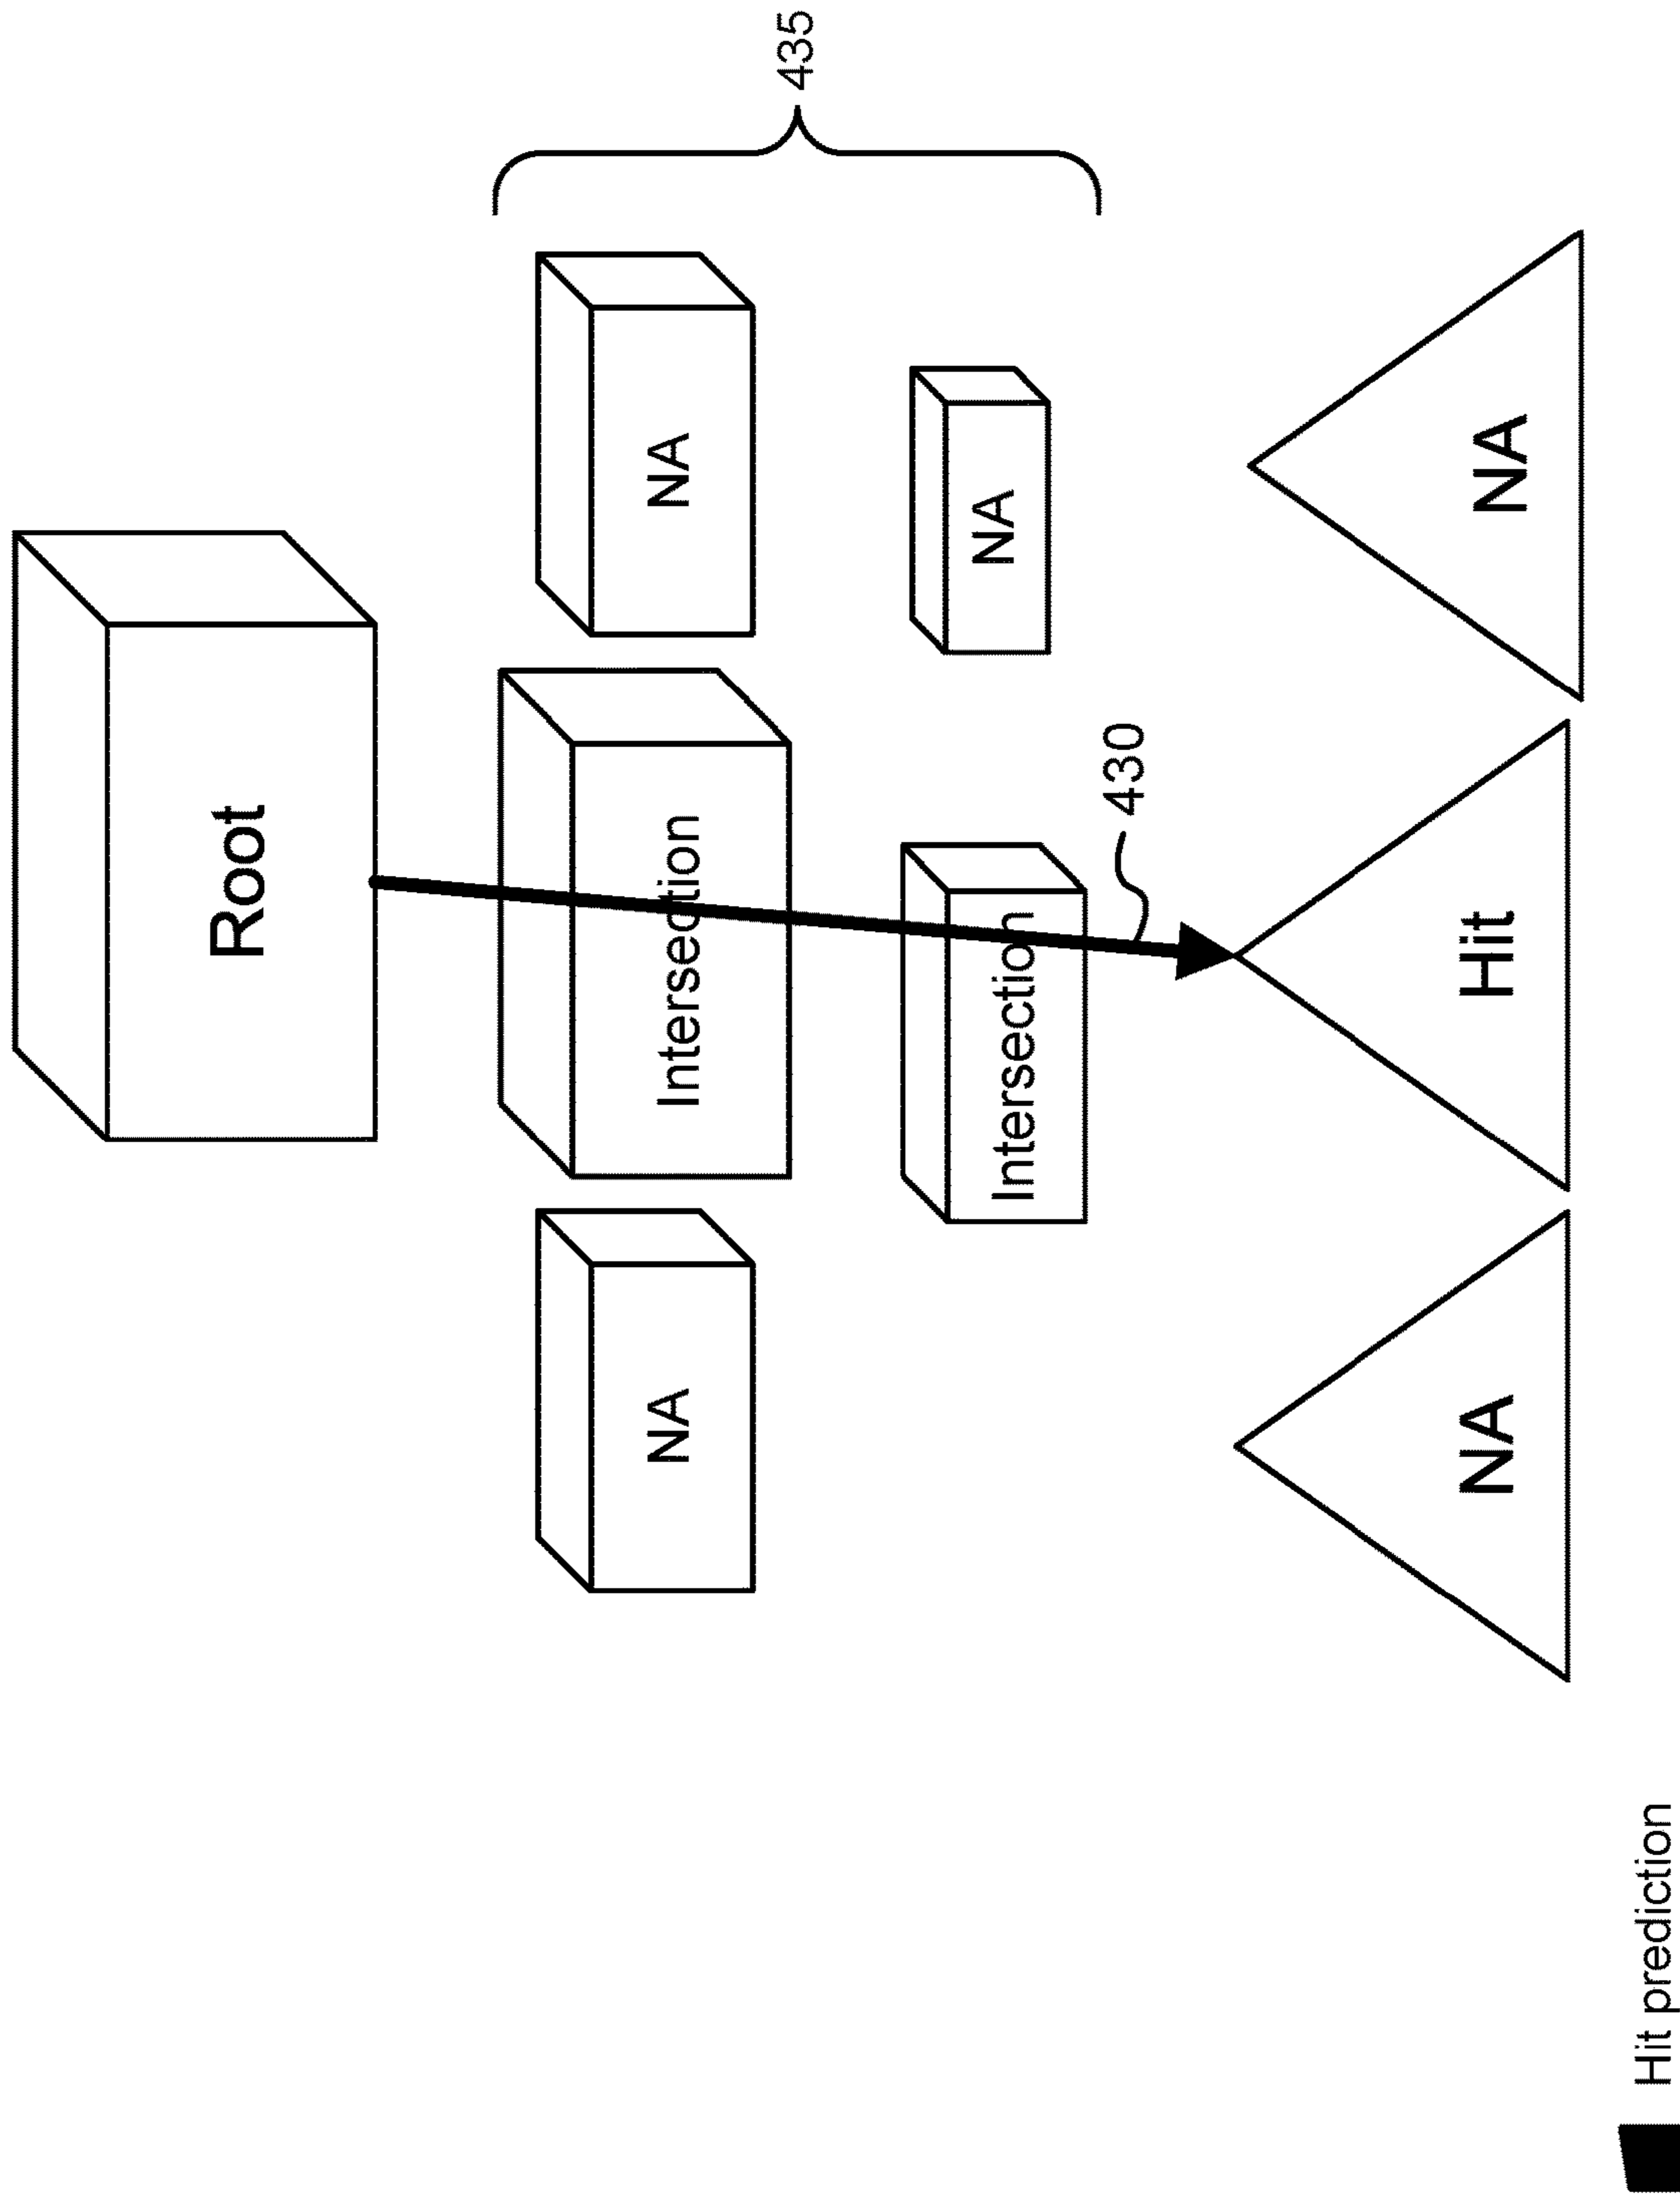 Root
435
NA
Intersection
NA
Intersection
NA
430
NA
Hit
NA
Hit prediction